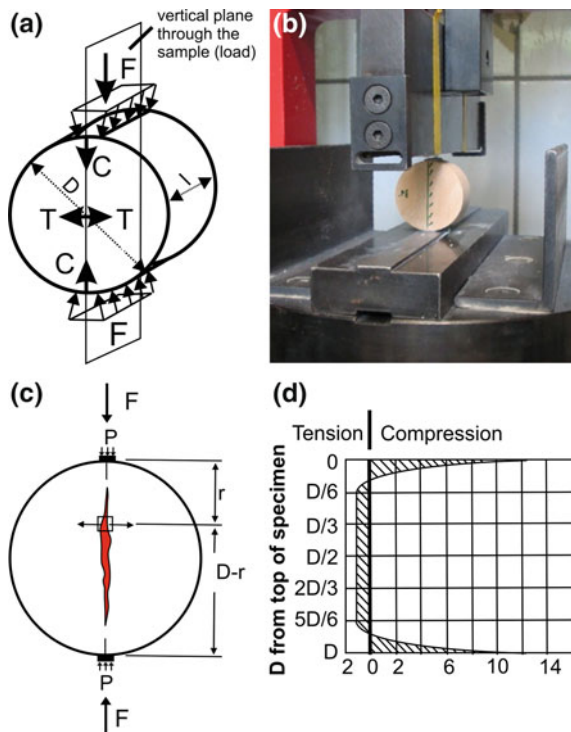 (a)
vertical plane
through the
sample (load)
F
C
D
l
T T
C
F
(b)
(c)
F
P
r
D-r
P
F
(d)
Tension Compression
D from top of specimen
0
D/6
D/3
D/2
2D/3
5D/6
D
2 0 2 6 10 14